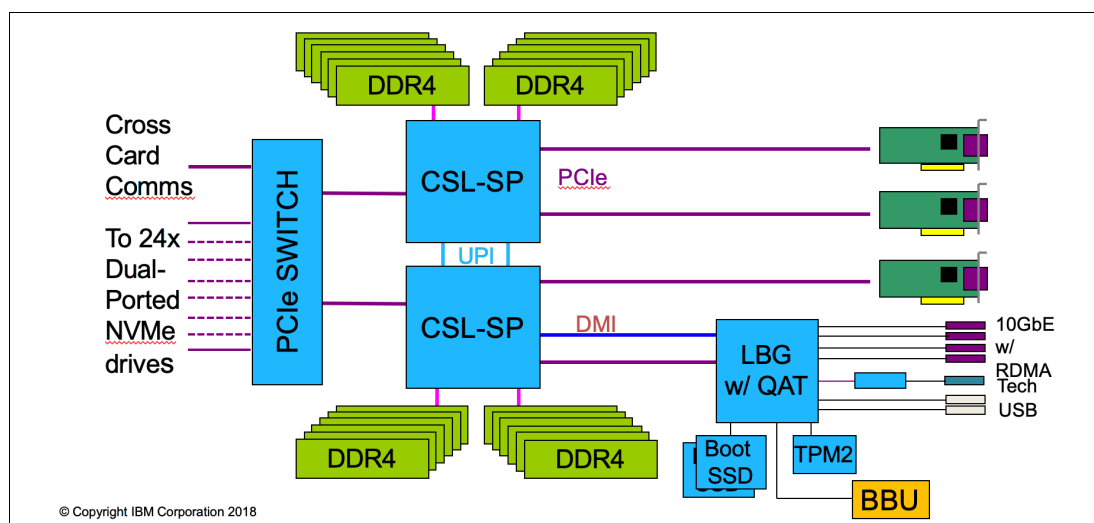 DDR4
DDR4
Cross
Card
Comms
To 24x
Dual-
Ported
NVMe
drives
PCIe SWITCH
CSL-SP
PCIe
UPI
CSL-SP
DMI
LBG
w/ QAT
10GbE
w/
RDMA
Tech
USB
DDR4
DDR4
Boot
SSD
TPM2
BBU
© Copyright IBM Corporation 2018